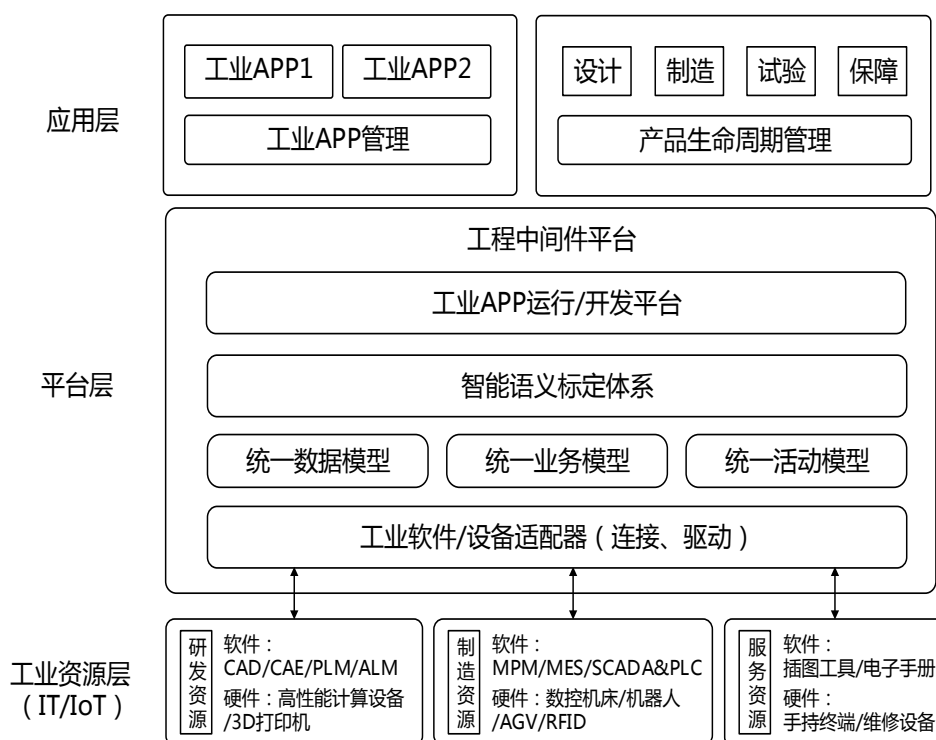 应用层
工业APP1
工业APP2
工业APP管理
设计
制造
试验
保障
产品生命周期管理
平台层
工程中间件平台
工业APP运行/开发平台
智能语义标定体系
统一数据模型
统一业务模型
统一活动模型
工业软件/设备适配器（连接、驱动）
工业资源层
（IT/IoT）
研发资源
软件：
CAD/CAE/PLM/ALM
硬件：高性能计算设备
/3D打印机
制造资源
软件：
MPM/MES/SCADA&PLC
硬件：数控机床/机器人
/AGV/RFID
服务资源
软件：
插图工具/电子手册
硬件：
手持终端/维修设备